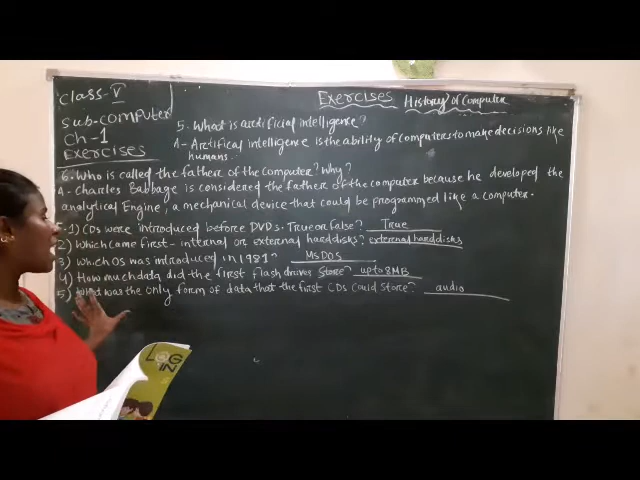 Class - V
Exercises History of Computer
Sub-computer
Ch-1
Exercises
5. What is artificial intelligence?
A- Artificial intelligence is the ability of computers to make decisions like
humans.
6. Who is called the father of the Computer? Why?
A- Charles Babbage is considered the father of the computer because he developed the
analytical Engine, a mechanical device that could be programmed like a computer.
F-1) CDs were introduced before DVDs. True or false? True
2) Which came first - internal or external harddisks? external harddisks
3) Which OS was introduced in 1981? MsDOS
4) How much data did the first flash drives store? upto 8MB
5) What was the only form of data that the first CDs could store? audio
LOG
IN